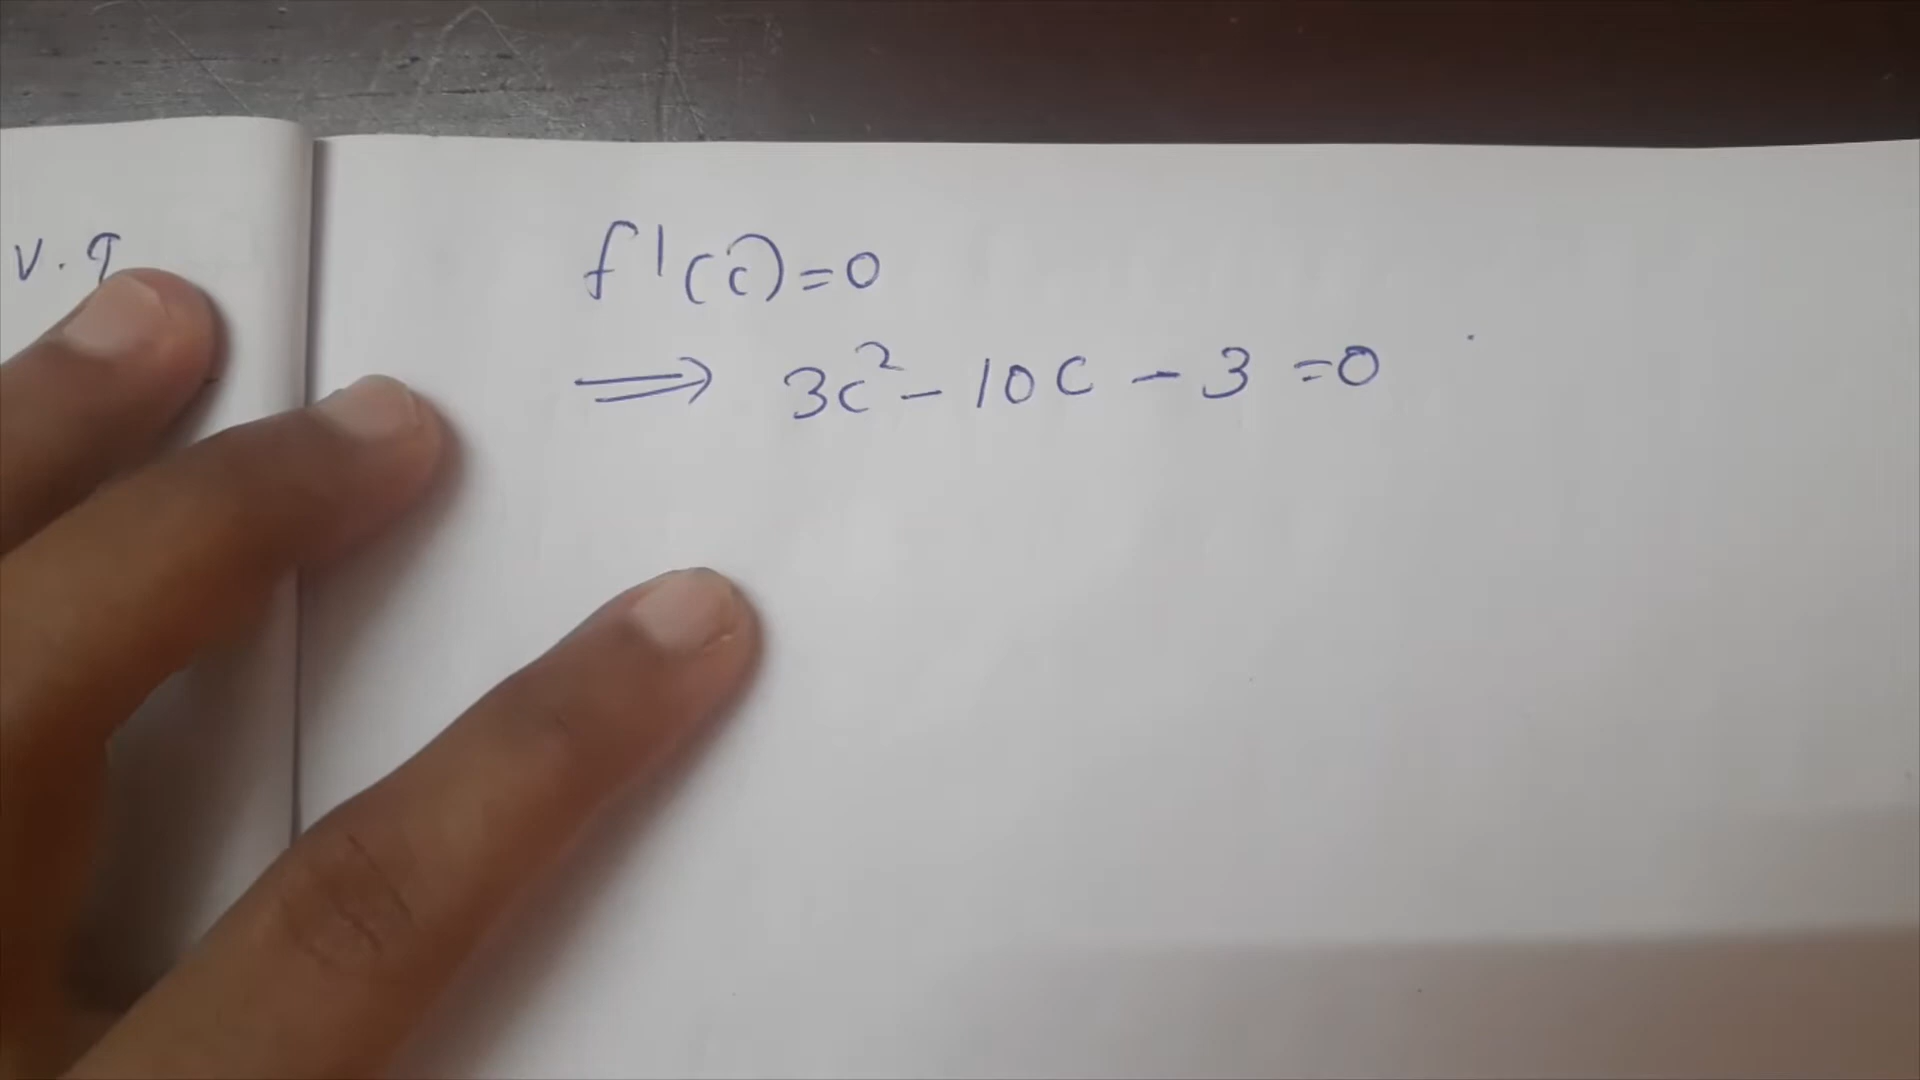 f'(c)=0
⟹ 3c² - 10c - 3 = 0